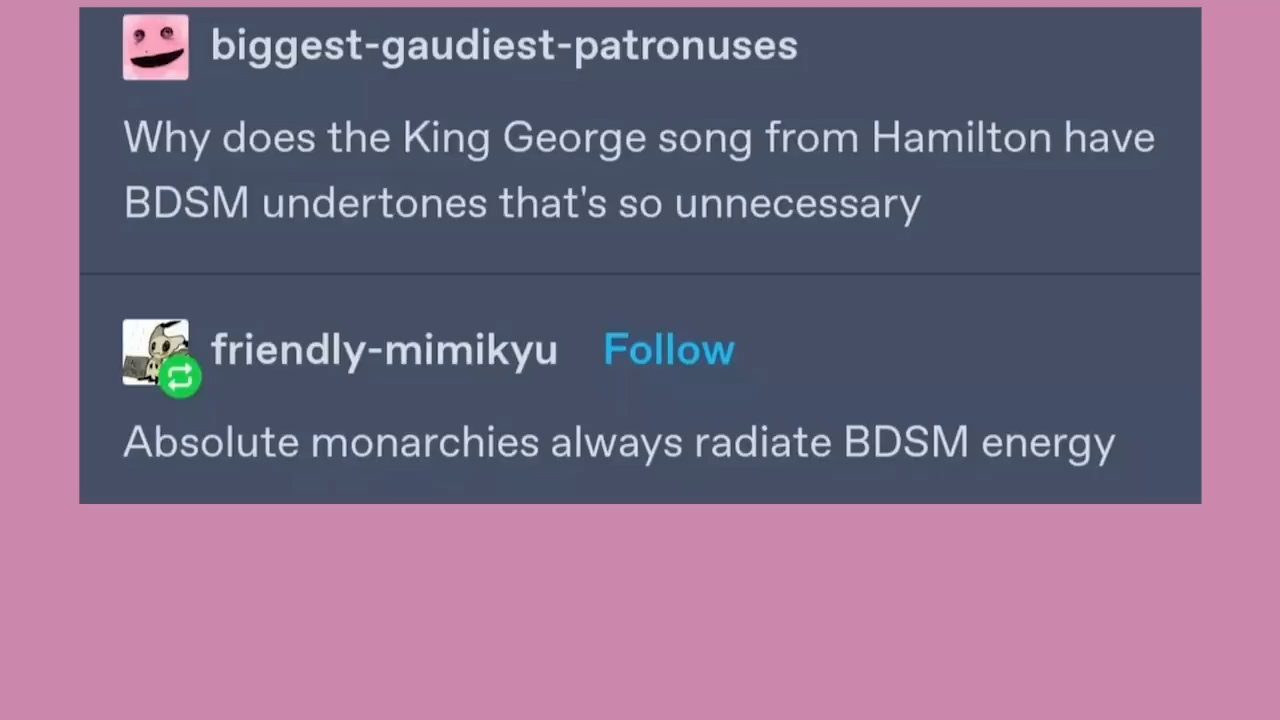 biggest-gaudiest-patronuses
Why does the King George song from Hamilton have
BDSM undertones that's so unnecessary
friendly-mimikyu Follow
Absolute monarchies always radiate BDSM energy